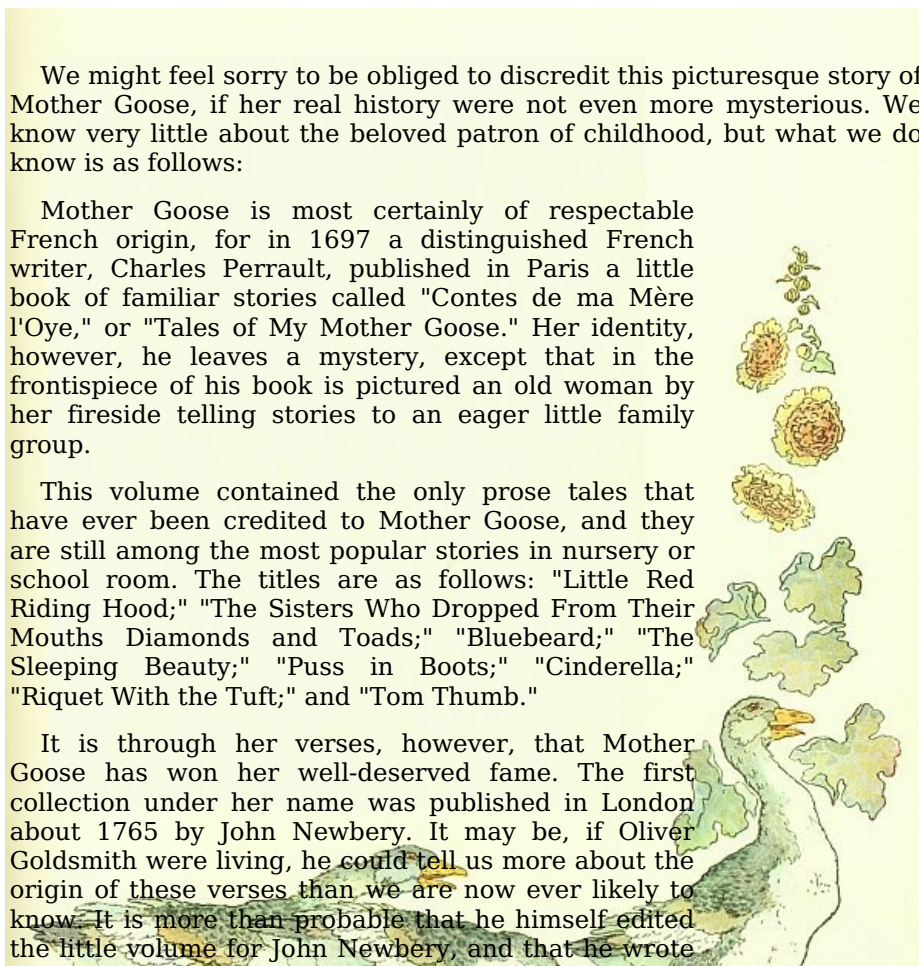 We might feel sorry to be obliged to discredit this picturesque story of
Mother Goose, if her real history were not even more mysterious. We
know very little about the beloved patron of childhood, but what we do
know is as follows:
Mother Goose is most certainly of respectable
French origin, for in 1697 a distinguished French
writer, Charles Perrault, published in Paris a little
book of familiar stories called "Contes de ma Mère
l'Oye," or "Tales of My Mother Goose." Her identity,
however, he leaves a mystery, except that in the
frontispiece of his book is pictured an old woman by
her fireside telling stories to an eager little family
group.
This volume contained the only prose tales that
have ever been credited to Mother Goose, and they
are still among the most popular stories in nursery or
school room. The titles are as follows: "Little Red
Riding Hood;" "The Sisters Who Dropped From Their
Mouths Diamonds and Toads;" "Bluebeard;" "The
Sleeping Beauty;" "Puss in Boots;" "Cinderella;"
"Riquet With the Tuft;" and "Tom Thumb."
It is through her verses, however, that Mother
Goose has won her well-deserved fame. The first
collection under her name was published in London
about 1765 by John Newbery. It may be, if Oliver
Goldsmith were living, he could tell us more about the
origin of these verses than we are now ever likely to
know. It is more than probable that he himself edited
the little volume for John Newbery, and that he wrote